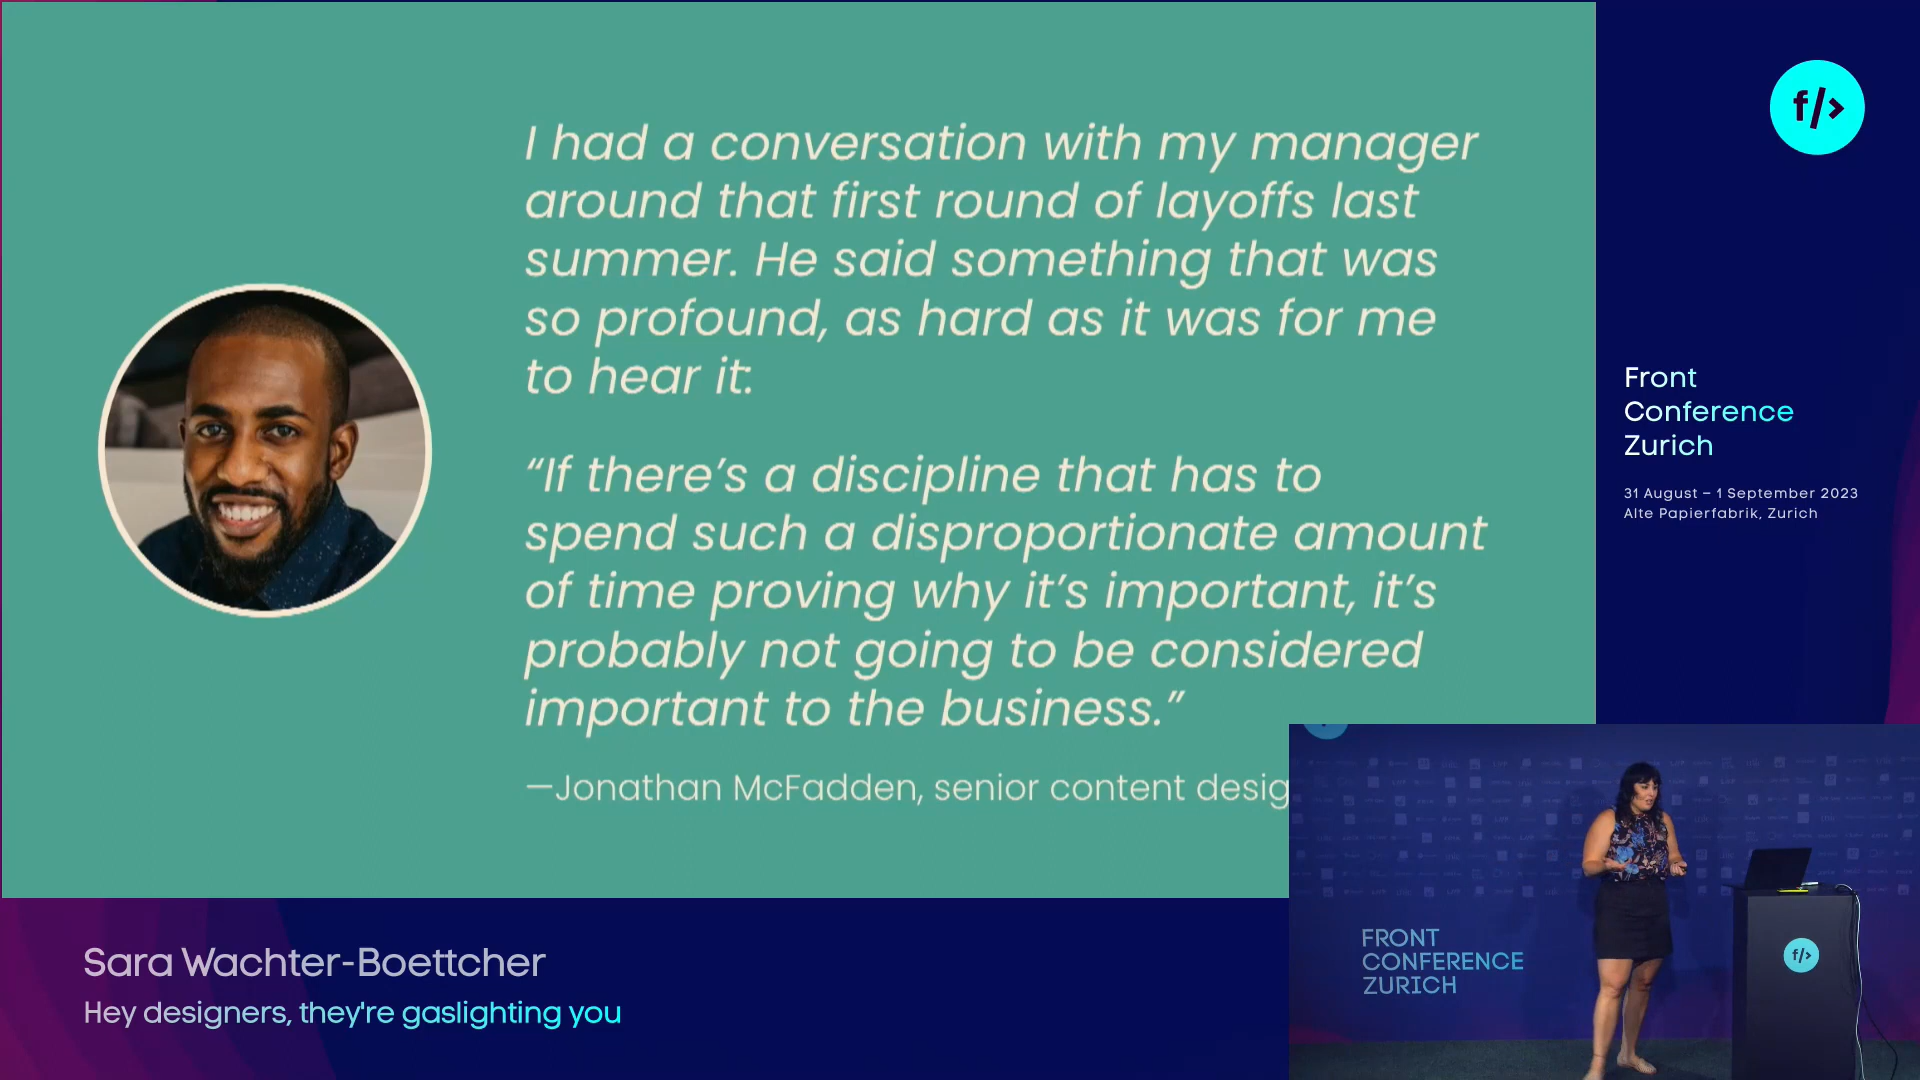 I had a conversation with my manager
around that first round of layoffs last
summer. He said something that was
so profound, as hard as it was for me
to hear it:
“If there’s a discipline that has to
spend such a disproportionate amount
of time proving why it’s important, it’s
probably not going to be considered
important to the business.”
—Jonathan McFadden, senior content desig
f/>
Front
Conference
Zurich
31 August – 1 September 2023
Alte Papierfabrik, Zurich
FRONT
CONFERENCE
ZURICH
f/>
Sara Wachter-Boettcher
Hey designers, they're gaslighting you